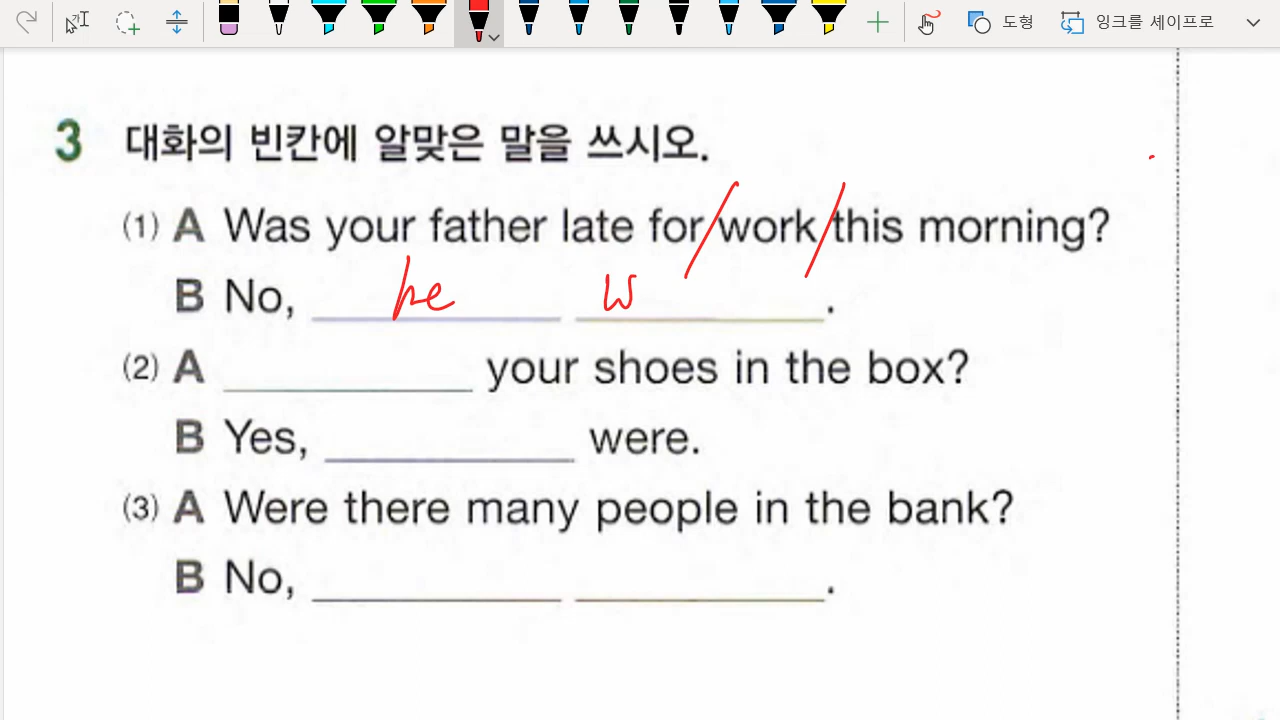 도형 잉크를 셰이프로
3 대화의 빈칸에 알맞은 말을 쓰시오.
(1) A Was your father late for/work/this morning?
B No, he w.
(2) A your shoes in the box?
B Yes, were.
(3) A Were there many people in the bank?
B No, .